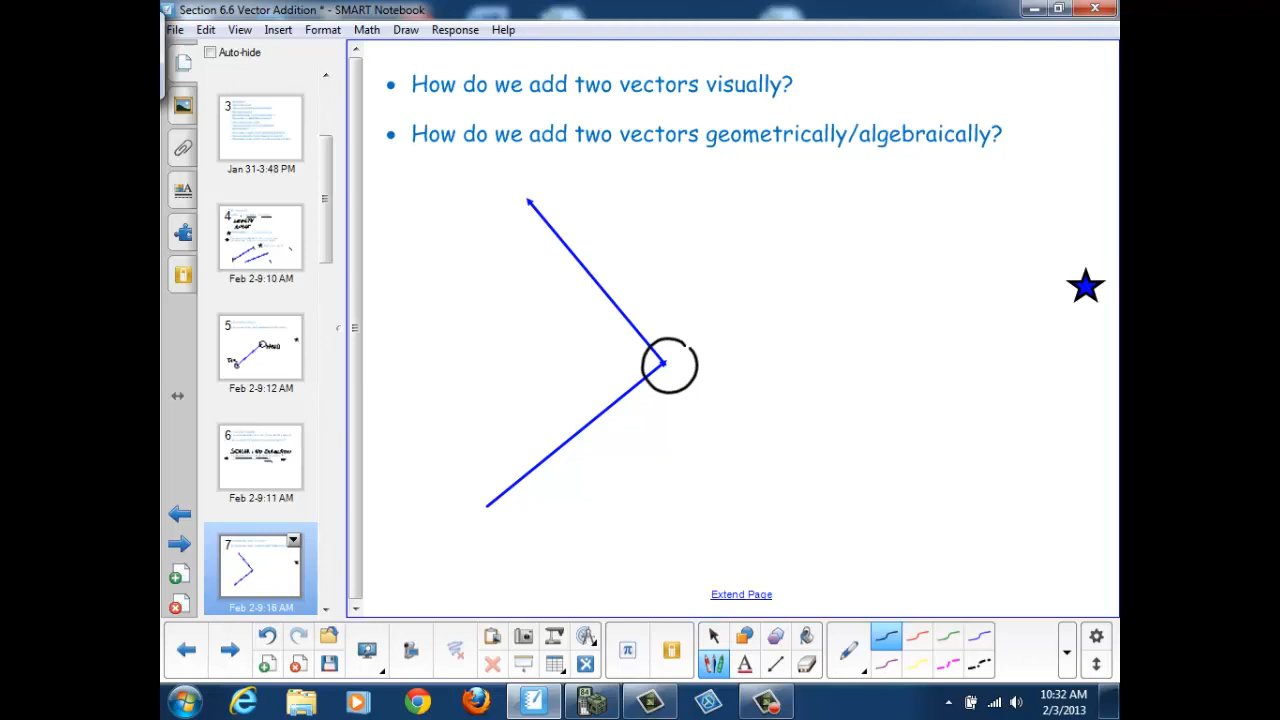 Section 6.6 Vector Addition * - SMART Notebook
File Edit View Insert Format Math Draw Response Help
Auto-hide
• How do we add two vectors visually?
• How do we add two vectors geometrically/algebraically?
3
Jan 31-3:48 PM
4
Feb 2-9:10 AM
5
HEAD
Feb 2-9:12 AM
6
Feb 2-9:11 AM
7
Feb 2-9:18 AM
Extend Page
π
A
10:32 AM
2/3/2013